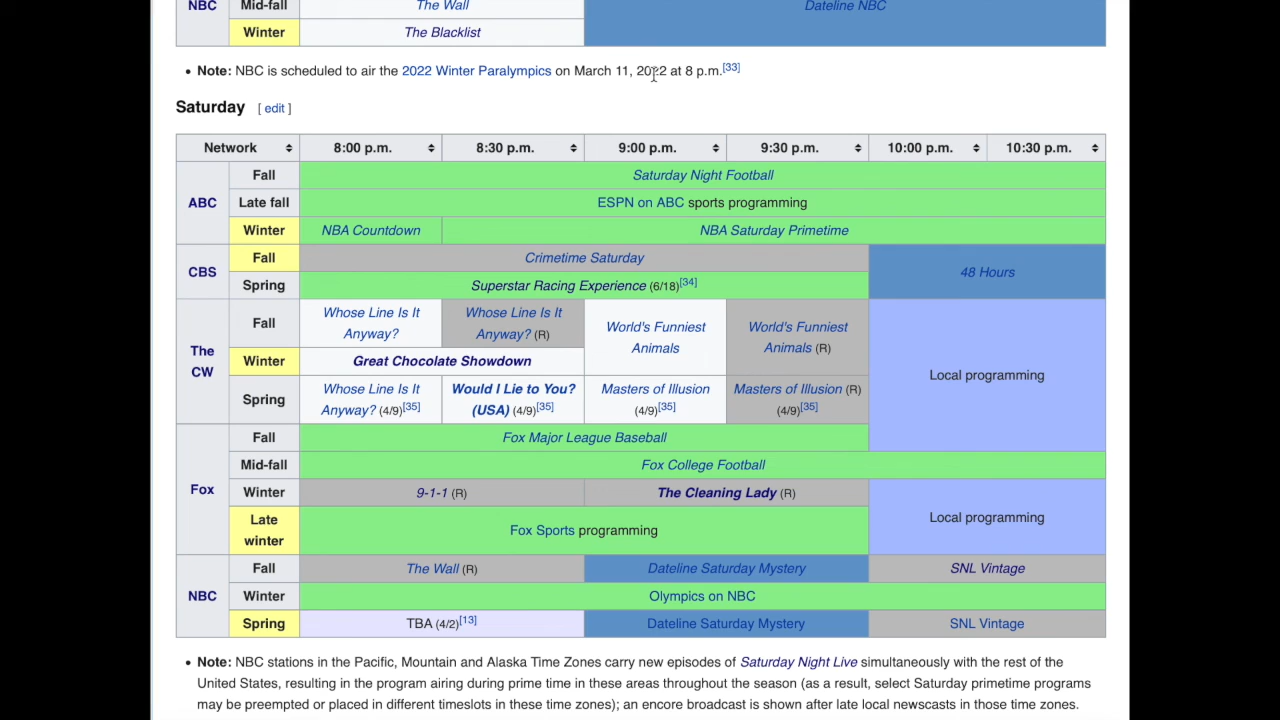 NBC Mid-fall The Wall Dateline NBC
Winter The Blacklist
• Note: NBC is scheduled to air the 2022 Winter Paralympics on March 11, 2022 at 8 p.m.[33]
Saturday [ edit ]
Network 8:00 p.m. 8:30 p.m. 9:00 p.m. 9:30 p.m. 10:00 p.m. 10:30 p.m.
ABC
Fall Saturday Night Football
Late fall ESPN on ABC sports programming
Winter NBA Countdown NBA Saturday Primetime
CBS
Fall Crimetime Saturday
48 Hours
Spring Superstar Racing Experience (6/18)[34]
The
CW
Fall
Whose Line Is It
Anyway?
Whose Line Is It
Anyway? (R)
World's Funniest
Animals
World's Funniest
Animals (R)
Local programming
Winter Great Chocolate Showdown
Spring
Whose Line Is It
Anyway? (4/9)[35]
Would I Lie to You?
(USA) (4/9)[35]
Masters of Illusion
(4/9)[35]
Masters of Illusion (R)
(4/9)[35]
Fox
Fall Fox Major League Baseball
Mid-fall Fox College Football
Winter 9-1-1 (R) The Cleaning Lady (R)
Local programming
Late
winter
Fox Sports programming
NBC
Fall The Wall (R) Dateline Saturday Mystery SNL Vintage
Winter Olympics on NBC
Spring TBA (4/2)[13] Dateline Saturday Mystery SNL Vintage
• Note: NBC stations in the Pacific, Mountain and Alaska Time Zones carry new episodes of Saturday Night Live simultaneously with the rest of the
United States, resulting in the program airing during prime time in these areas throughout the season (as a result, select Saturday primetime programs
may be preempted or placed in different timeslots in these time zones); an encore broadcast is shown after late local newscasts in those time zones.